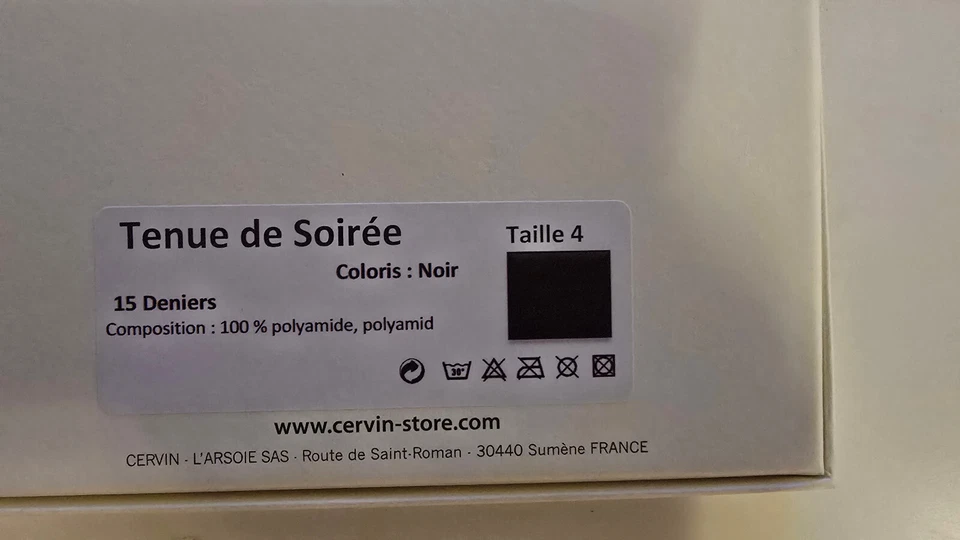 Tenue de Soirée
Taille 4
Coloris : Noir
15 Deniers
Composition : 100 % polyamide, polyamid
30°
www.cervin-store.com
CERVIN - L'ARSOIE SAS · Route de Saint-Roman · 30440 Sumène FRANCE